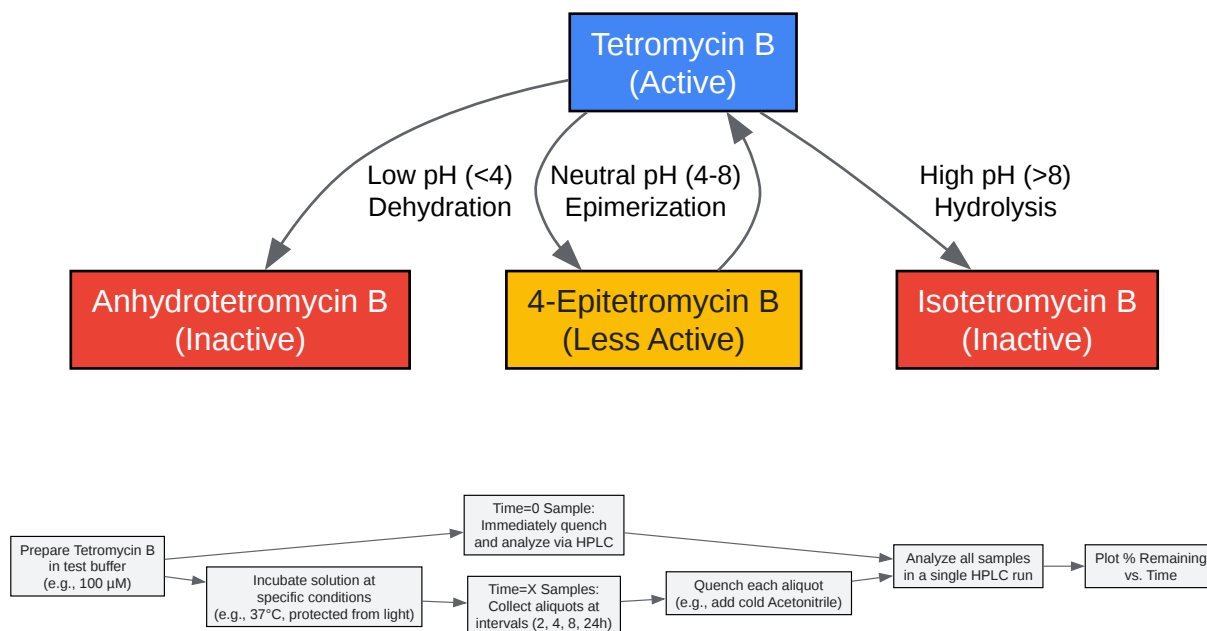 Tetromycin B
(Active)
Low pH (<4)
Dehydration
Neutral pH (4-8)
Epimerization
High pH (>8)
Hydrolysis
Anhydrotetromycin B
(Inactive)
4-Epitetromycin B
(Less Active)
Isotetromycin B
(Inactive)
Prepare Tetromycin B
in test buffer
(e.g., 100 µM)
Time=0 Sample:
Immediately quench
and analyze via HPLC
Incubate solution at
specific conditions
(e.g., 37°C, protected from light)
Time=X Samples:
Collect aliquots at
intervals (2, 4, 8, 24h)
Quench each aliquot
(e.g., add cold Acetonitrile)
Analyze all samples
in a single HPLC run
Plot % Remaining
vs. Time